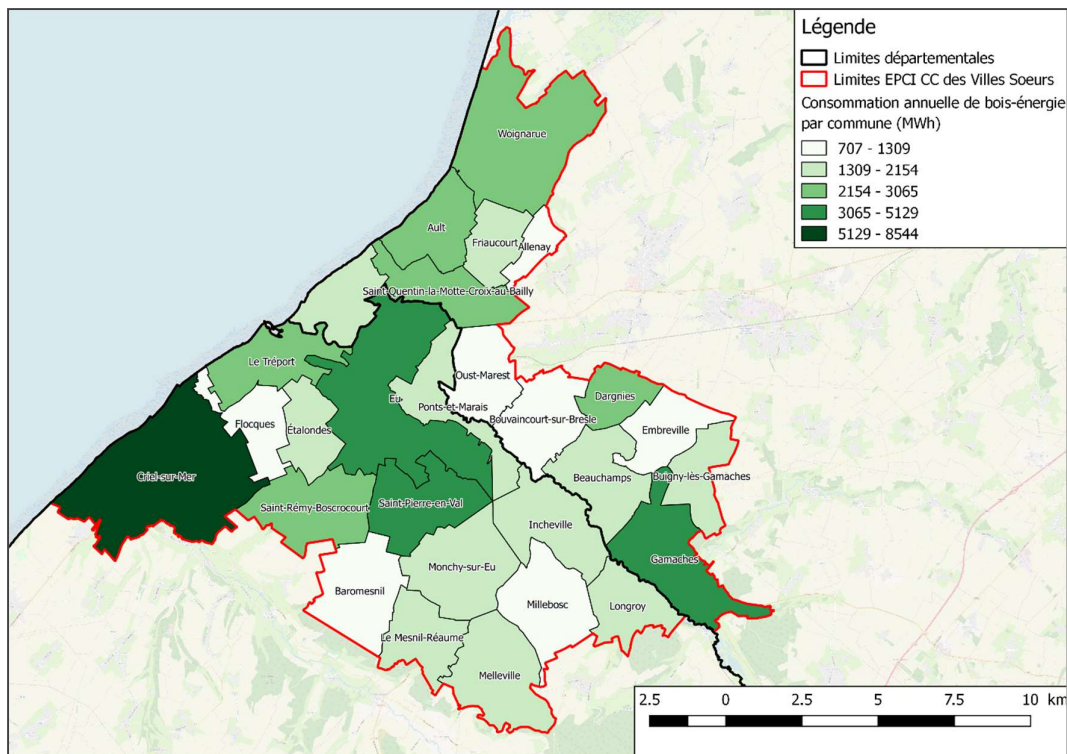 Légende
Limites départementales
Limites EPCI CC des Villes Soeurs
Consommation annuelle de bois-énergie
par commune (MWh)
707 - 1309
1309 - 2154
2154 - 3065
3065 - 5129
5129 - 8544
Woignarue
Ault
Friaucourt
Allenay
Saint-Quentin-la-Motte-Croix-au-Bailly
Le Tréport
Oust-Marest
Eu
Ponts-et-Marais
Dargnies
Bouvaincourt-sur-Bresle
Flocques
Étalondes
Embreville
Criel-sur-Mer
Beauchamps
Buigny-lès-Gamaches
Saint-Rémy-Boscrocourt
Saint-Pierre-en-Val
Incheville
Gamaches
Monchy-sur-Eu
Baromesnil
Millebosc
Longroy
Le Mesnil-Réaume
Melleville
2.5 0 2.5 5 7.5 10 km